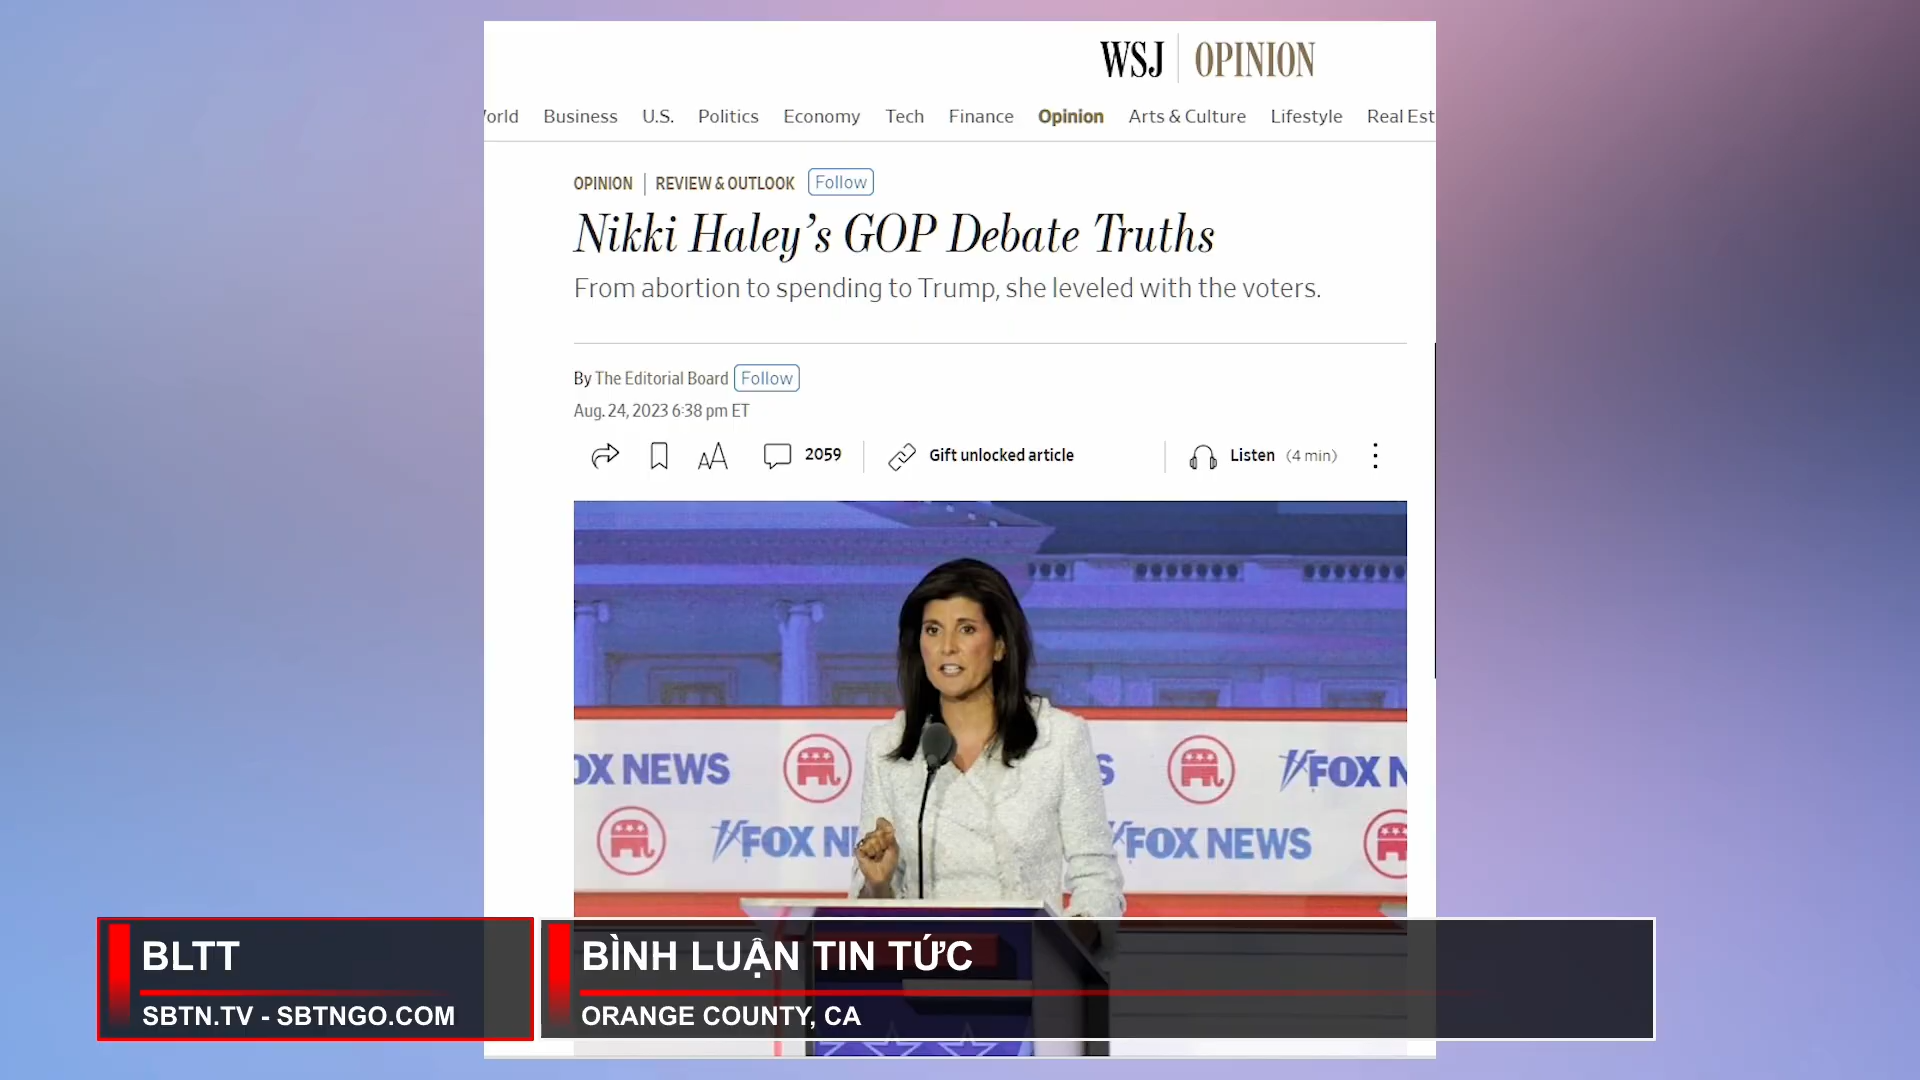 WSJ OPINION
orld Business U.S. Politics Economy Tech Finance Opinion Arts & Culture Lifestyle Real Est
OPINION | REVIEW & OUTLOOK Follow
Nikki Haley's GOP Debate Truths
From abortion to spending to Trump, she leveled with the voters.
By The Editorial Board Follow
Aug. 24, 2023 6:38 pm ET
AA 2059 Gift unlocked article Listen (4 min)
OX NEWS S FOX N
FOX NE FOX NEWS
BLTT
SBTN.TV - SBTNGO.COM
BÌNH LUẬN TIN TỨC
ORANGE COUNTY, CA